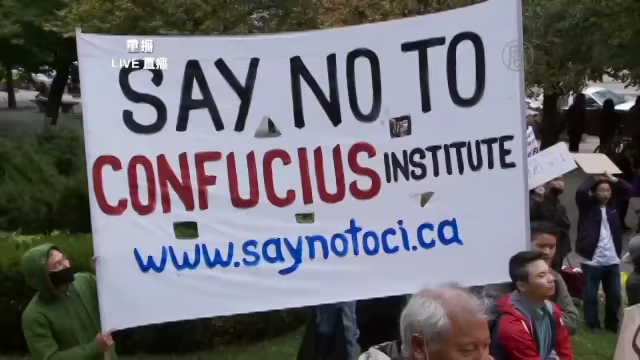 重播
LIVE 直播
SAY NO TO
CONFUCIUS INSTITUTE
www.saynotoci.ca